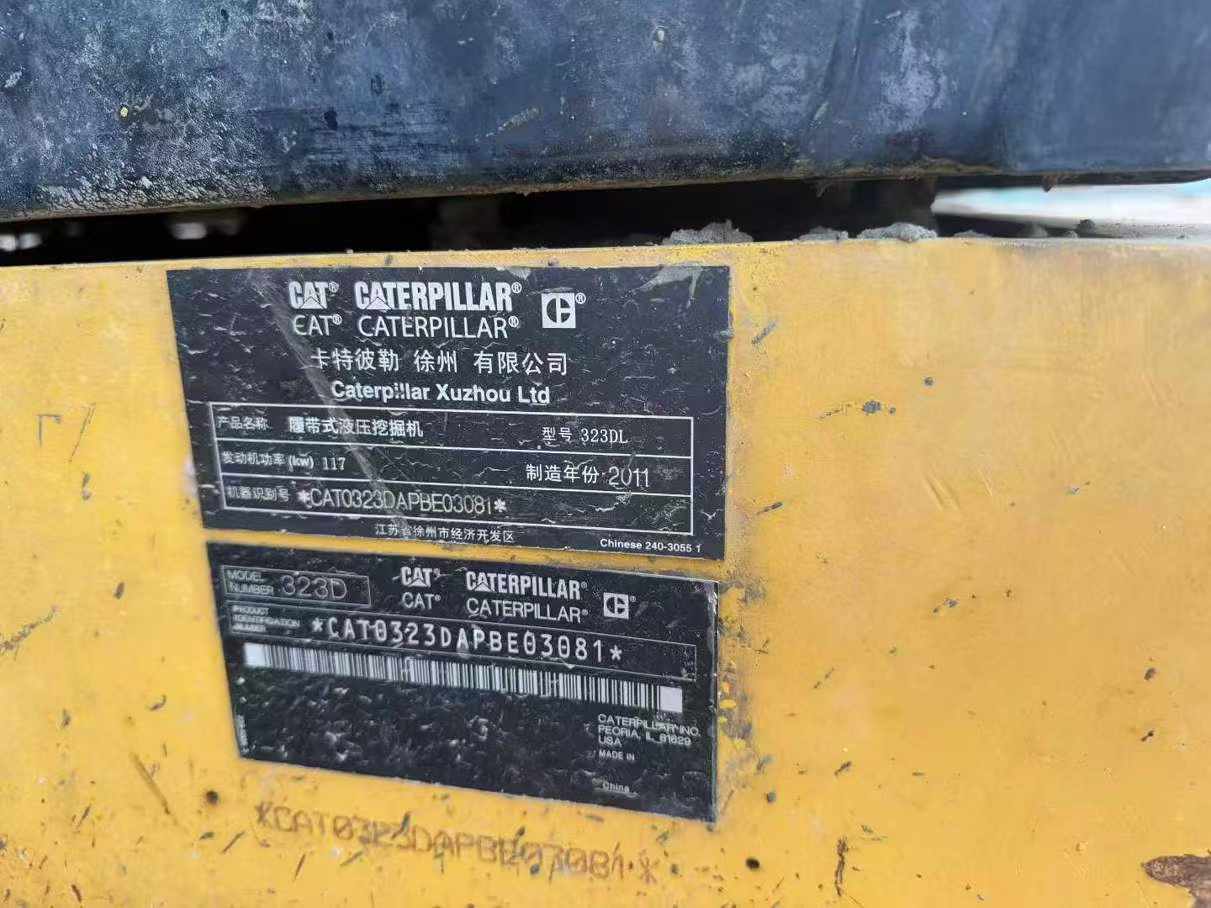 CAT® CATERPILLAR® ®
CAT® CATERPILLAR®
卡特彼勒 徐州 有限公司
Caterpillar Xuzhou Ltd
产品名称 履带式液压挖掘机 型号 323DL
发动机功率(kw) 117 制造年份 2011
机器识别号 *CAT0323DAPBE03081*
江苏省徐州市经济开发区
Chinese 240-3055 1
MODEL
NUMBER 323D
CAT® CATERPILLAR®
CAT® CATERPILLAR® ®
PRODUCT
IDENTIFICATION
NUMBER
*CAT0323DAPBE03081*
CATERPILLAR INC.
PEORIA, IL 61629
USA
MADE IN
China
*CAT0323DAPBE03081*